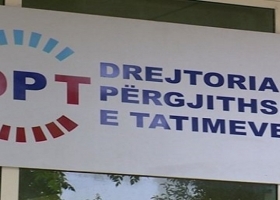 DPT
DREJTORIA
PËRGJITHS
E TATIMEVE